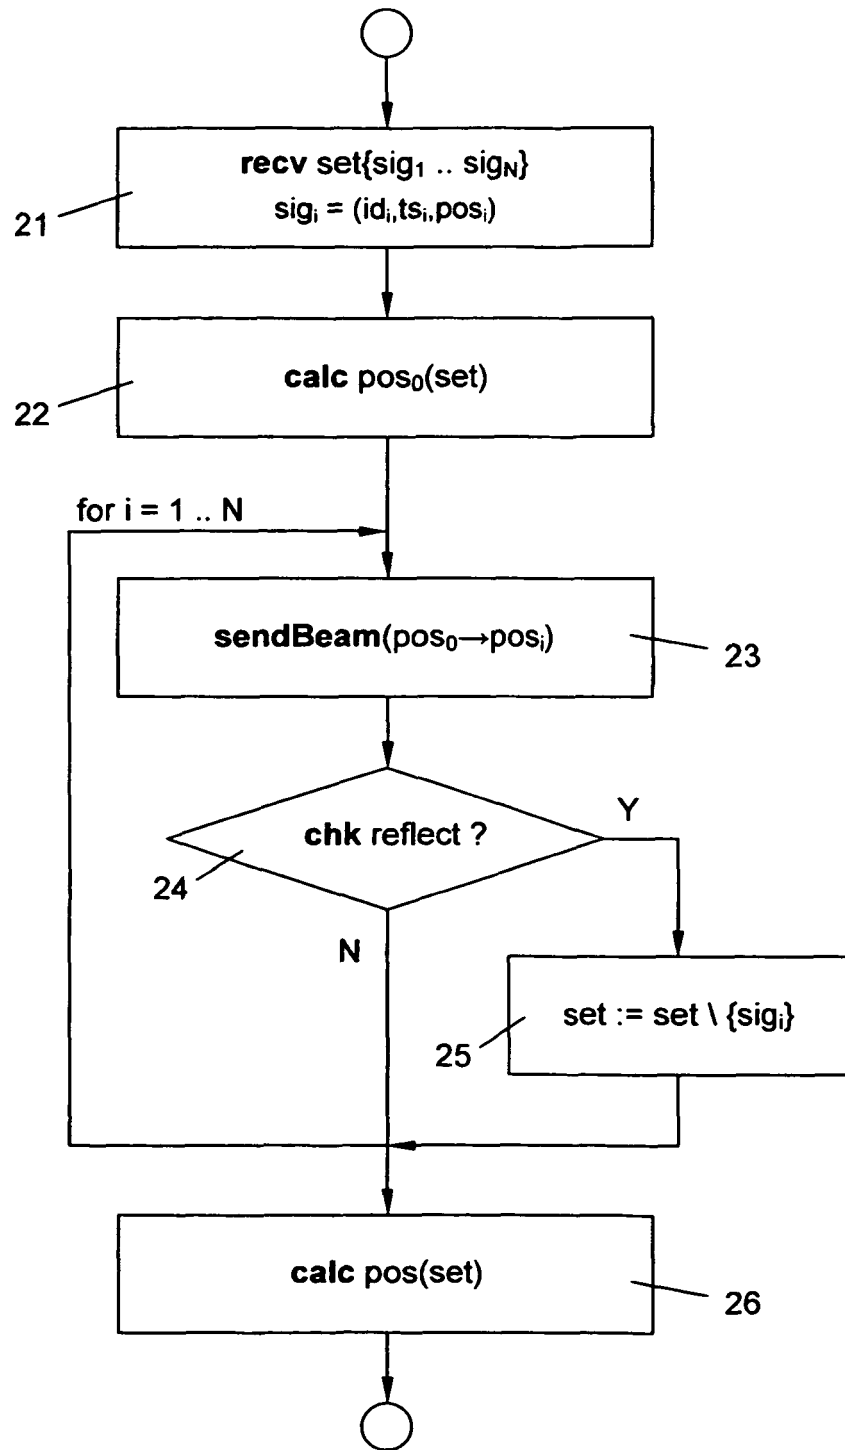 recv set{sig₁ .. sig_N}
sigᵢ = (idᵢ,tsᵢ,posᵢ)
21
calc pos₀(set)
22
for i = 1 .. N
sendBeam(pos₀→posᵢ)
23
chk reflect ?
Y
24
N
set := set \ {sigᵢ}
25
calc pos(set)
26